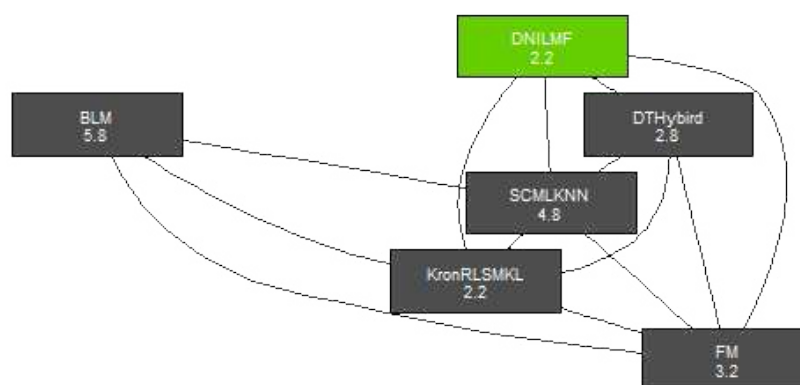 DNILMF
2.2
BLM
5.8
DTHybird
2.8
SCMLKNN
4.8
KronRLSMKL
2.2
FM
3.2